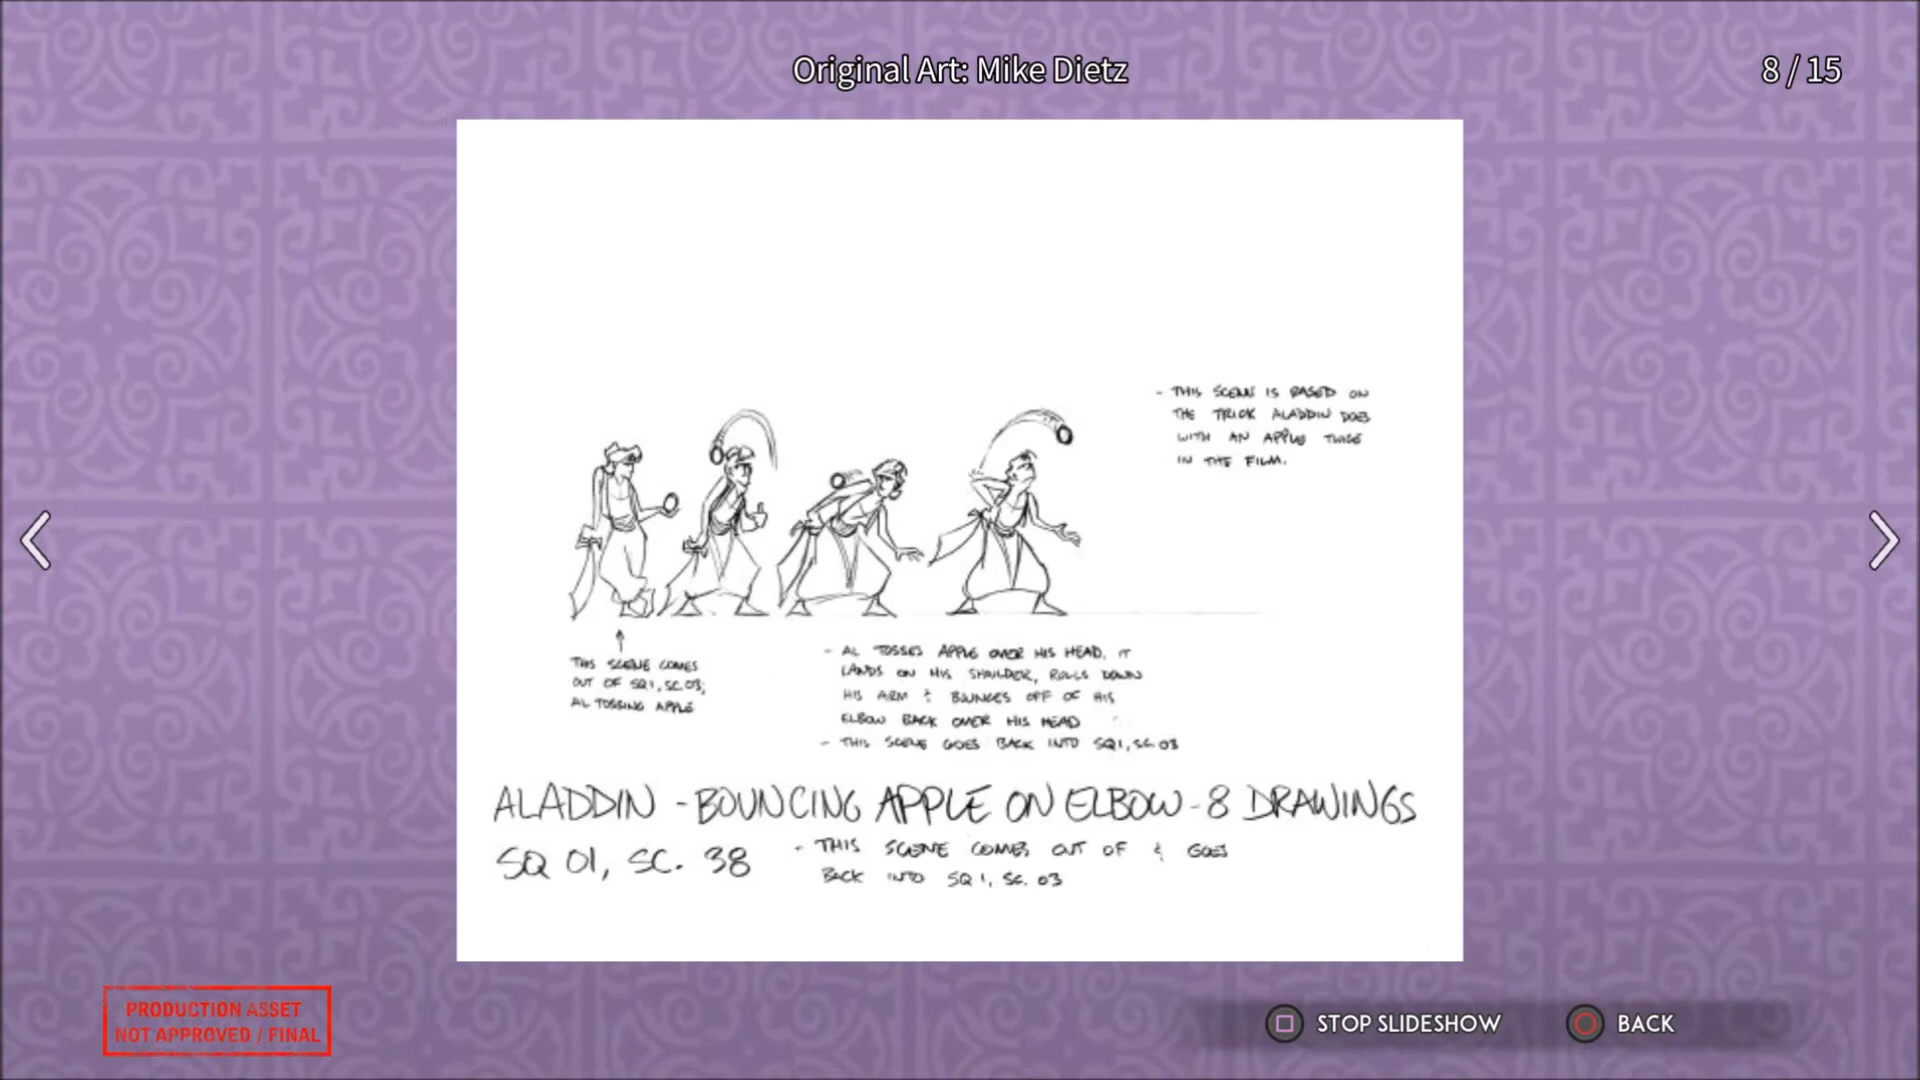 Original Art: Mike Dietz
8 / 15
- THIS SCENE IS BASED ON
THE TRICK ALADDIN DOES
WITH AN APPLE TWICE
IN THE FILM.
THIS SCENE COMES
OUT OF SQ1, SC.03;
AL TOSSING APPLE
- AL TOSSES APPLE OVER HIS HEAD. IT
LANDS ON HIS SHOULDER, ROLLS DOWN
HIS ARM & BOUNCES OFF OF HIS
ELBOW BACK OVER HIS HEAD
- THIS SCENE GOES BACK INTO SQ1, SC. 03
ALADDIN - BOUNCING APPLE ON ELBOW - 8 DRAWINGS
SQ 01, SC. 38
- THIS SCENE COMES OUT OF & GOES
BACK INTO SQ1, SC. 03
PRODUCTION ASSET
NOT APPROVED / FINAL
STOP SLIDESHOW
BACK